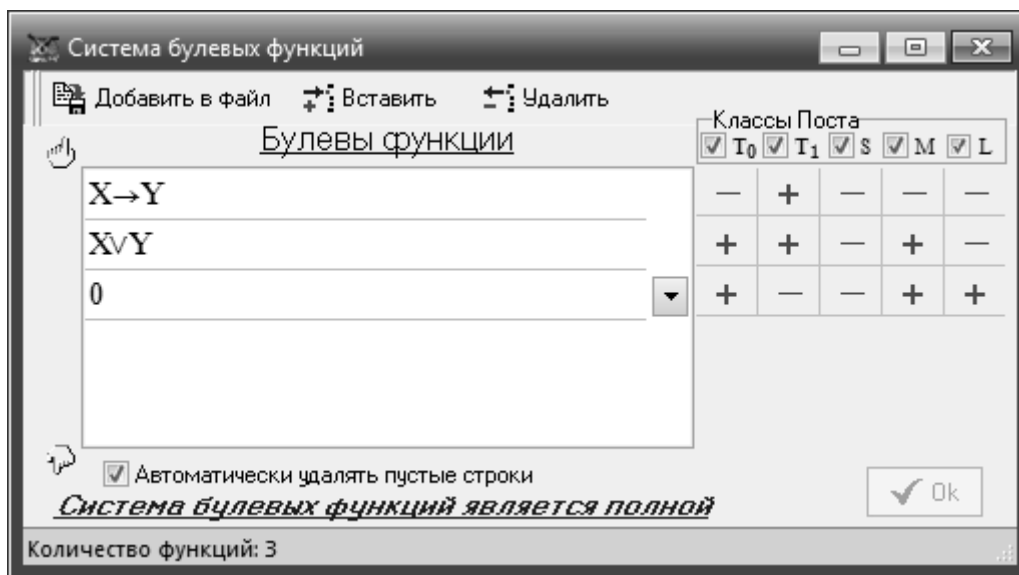 Система булевых функций
Добавить в файл Вставить Удалить
Булевы функции
Классы Поста
T₀ T₁ S M L
X→Y — + — — —
X∨Y + + — + —
0 + — — + +
Автоматически удалять пустые строки
Система булевых функций является полной
Ok
Количество функций: 3